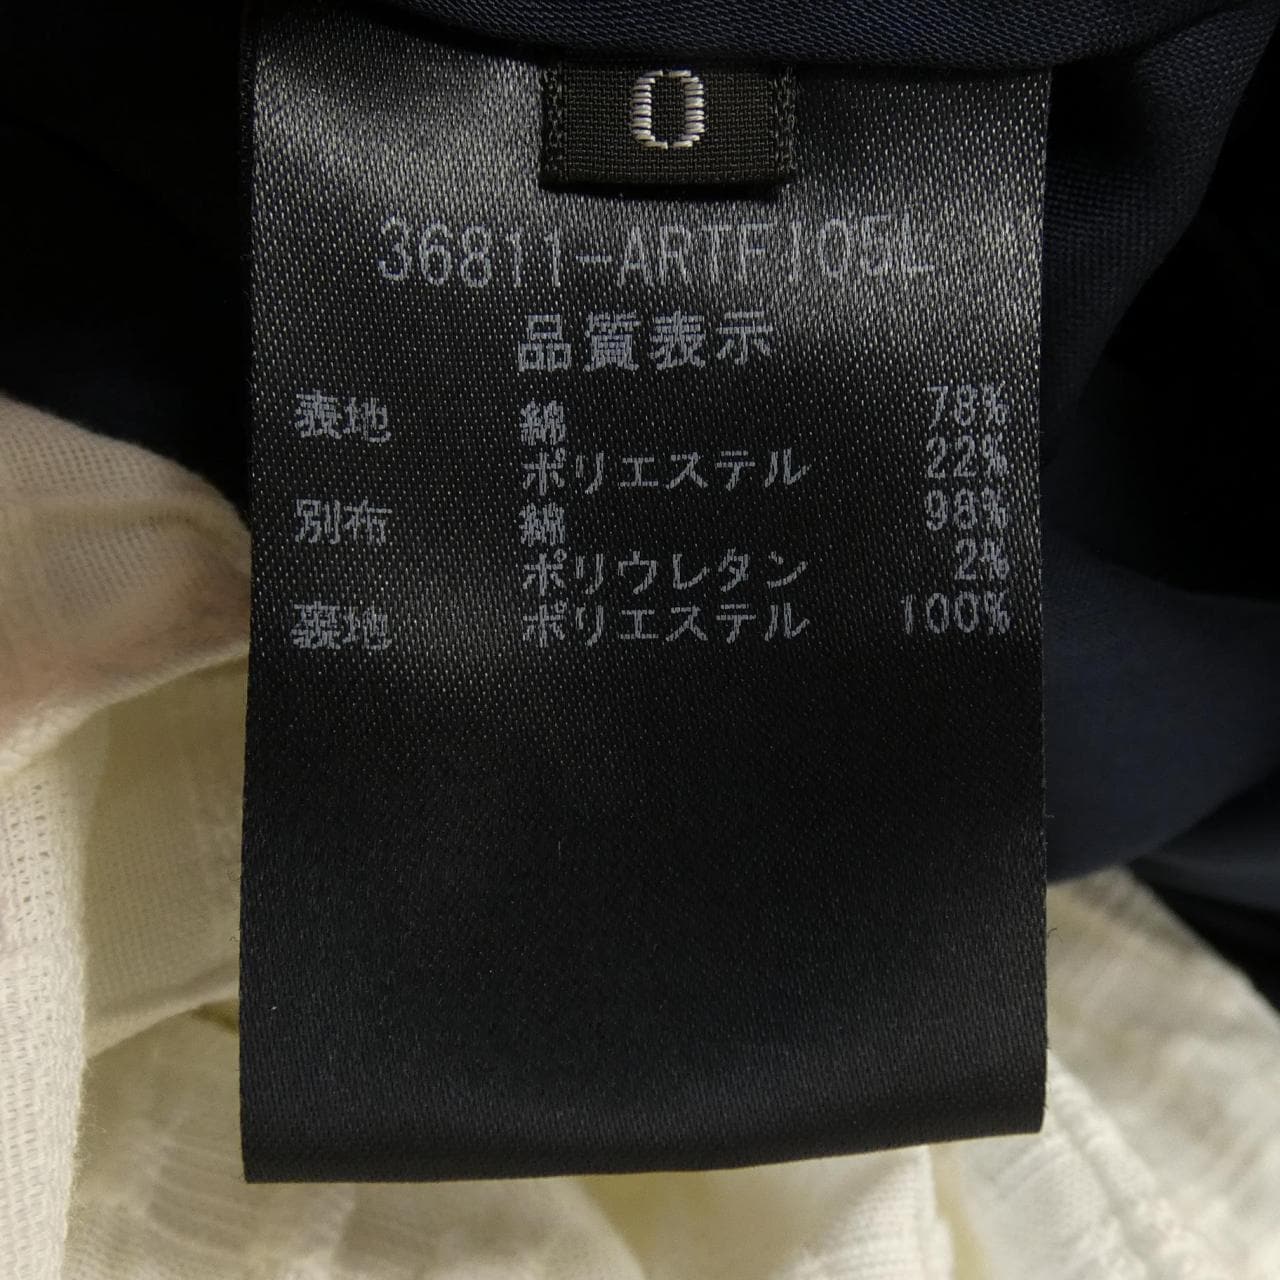 0
36811-ARTF105L
品質表示
表地 綿 78%
ポリエステル 22%
別布 綿 98%
ポリウレタン 2%
裏地 ポリエステル 100%